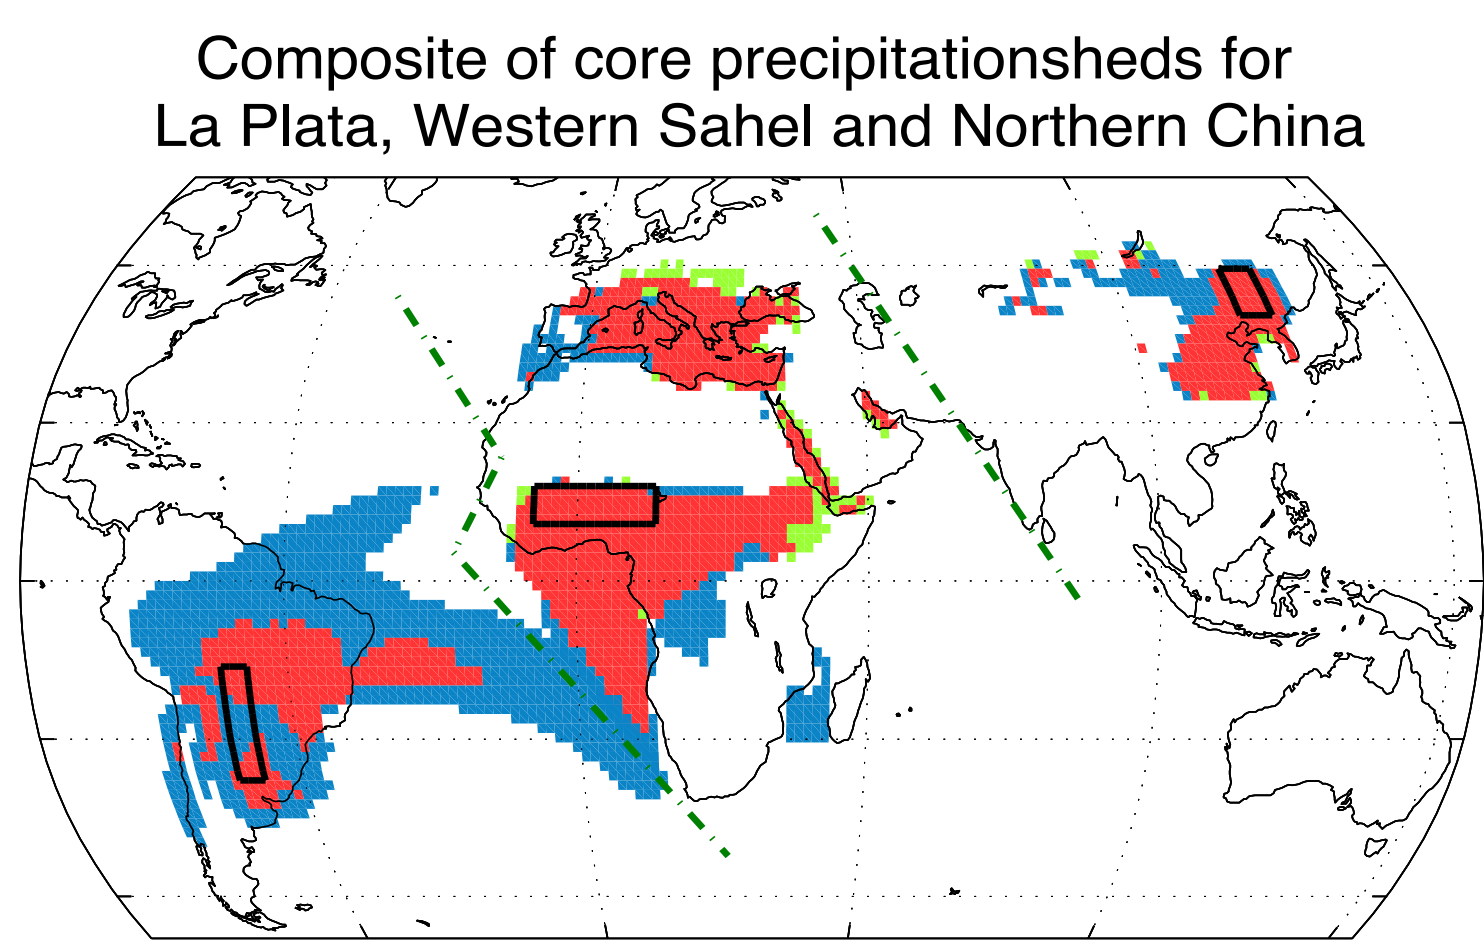 Composite of core precipitationsheds for
La Plata, Western Sahel and Northern China